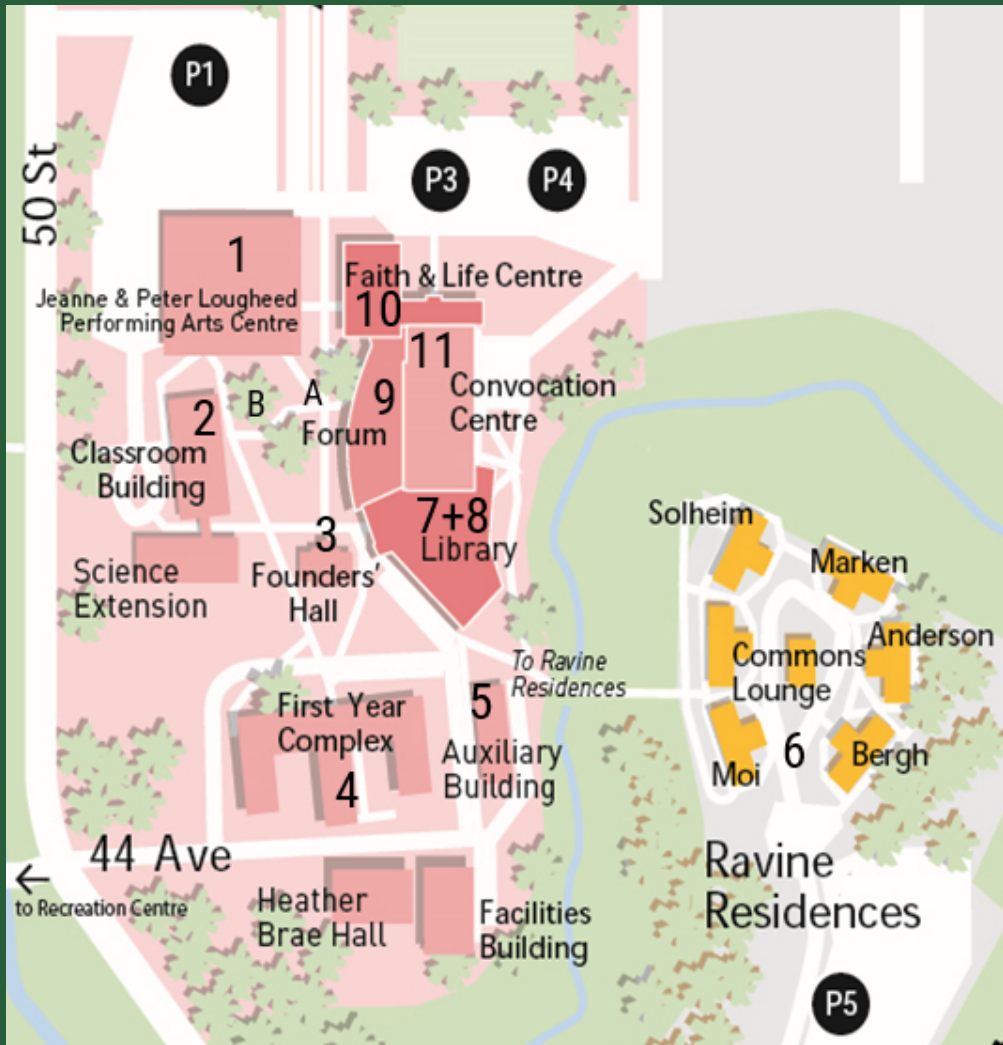 P1
50 St
P3
P4
1
Jeanne & Peter Lougheed
Performing Arts Centre
Faith & Life Centre
10
11
Convocation
Centre
9
A
B
Forum
2
Classroom
Building
7+8
Library
3
Founders'
Hall
Science
Extension
Solheim
Marken
Anderson
Commons
Lounge
To Ravine
Residences
First Year
Complex
4
5
Auxiliary
Building
Moi
6
Bergh
44 Ave
to Recreation Centre
Ravine
Residences
Heather
Brae Hall
Facilities
Building
P5